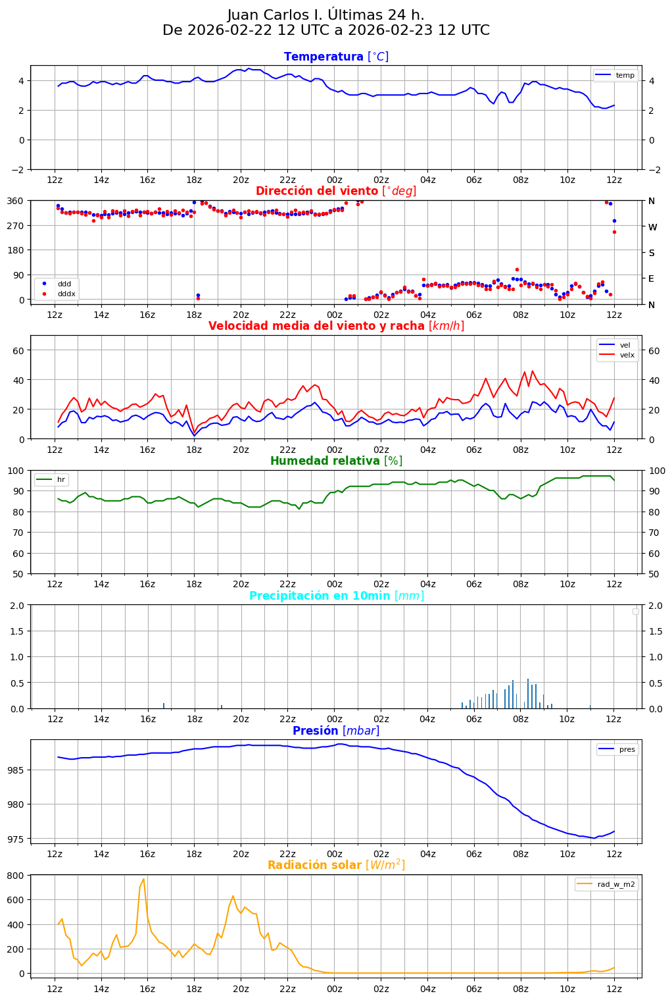 Juan Carlos I. Últimas 24 h.
De 2026-02-22 12 UTC a 2026-02-23 12 UTC
Temperatura [°C]
temp
4 4
2 2
0 0
−2 −2
12z 14z 16z 18z 20z 22z 00z 02z 04z 06z 08z 10z 12z
Dirección del viento [°deg]
360 N
270 W
180 S
90 E
0 N
ddd
dddx
12z 14z 16z 18z 20z 22z 00z 02z 04z 06z 08z 10z 12z
Velocidad media del viento y racha [km/h]
vel
velx
60 60
40 40
20 20
0 0
12z 14z 16z 18z 20z 22z 00z 02z 04z 06z 08z 10z 12z
Humedad relativa [%]
hr
100 100
90 90
80 80
70 70
60 60
50 50
12z 14z 16z 18z 20z 22z 00z 02z 04z 06z 08z 10z 12z
Precipitación en 10min [mm]
2.0 2.0
1.5 1.5
1.0 1.0
0.5 0.5
0.0 0.0
12z 14z 16z 18z 20z 22z 00z 02z 04z 06z 08z 10z 12z
Presión [mbar]
pres
985
980
975
12z 14z 16z 18z 20z 22z 00z 02z 04z 06z 08z 10z 12z
Radiación solar [W/m²]
rad_w_m2
800
600
400
200
0
12z 14z 16z 18z 20z 22z 00z 02z 04z 06z 08z 10z 12z